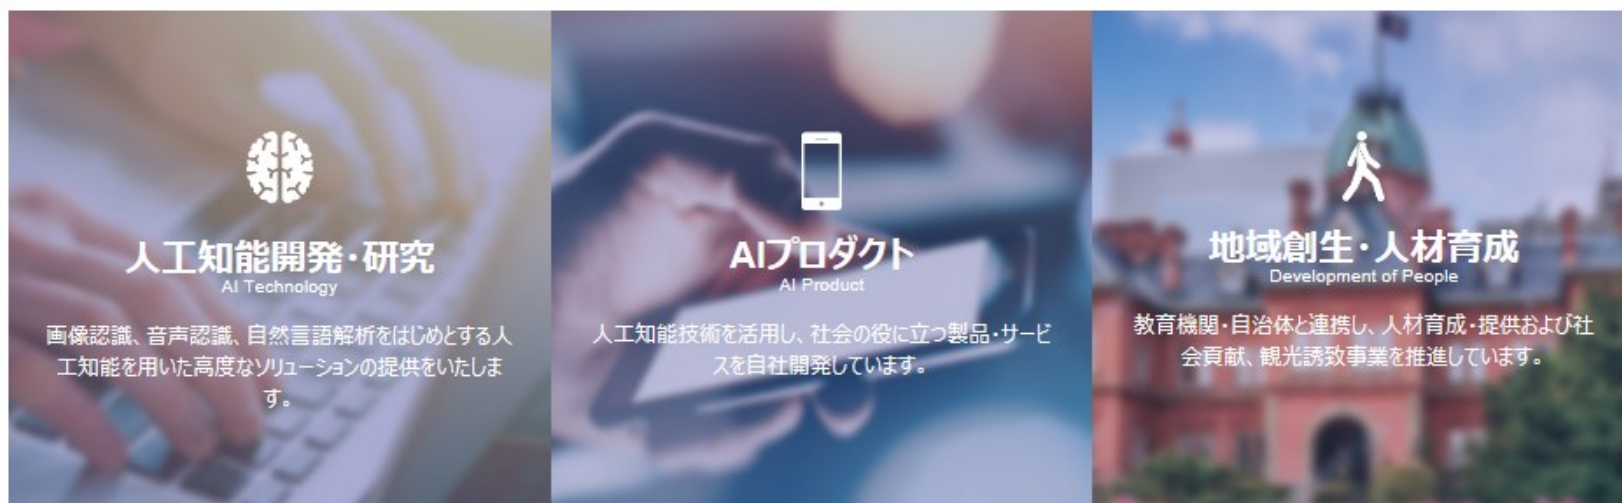 人工知能開発・研究
AI Technology
画像認識、音声認識、自然言語解析をはじめとする人
工知能を用いた高度なソリューションの提供をいたしま
す。
AIプロダクト
AI Product
人工知能技術を活用し、社会の役に立つ製品・サービ
スを自社開発しています。
地域創生・人材育成
Development of People
教育機関・自治体と連携し、人材育成・提供および社
会貢献、観光誘致事業を推進しています。